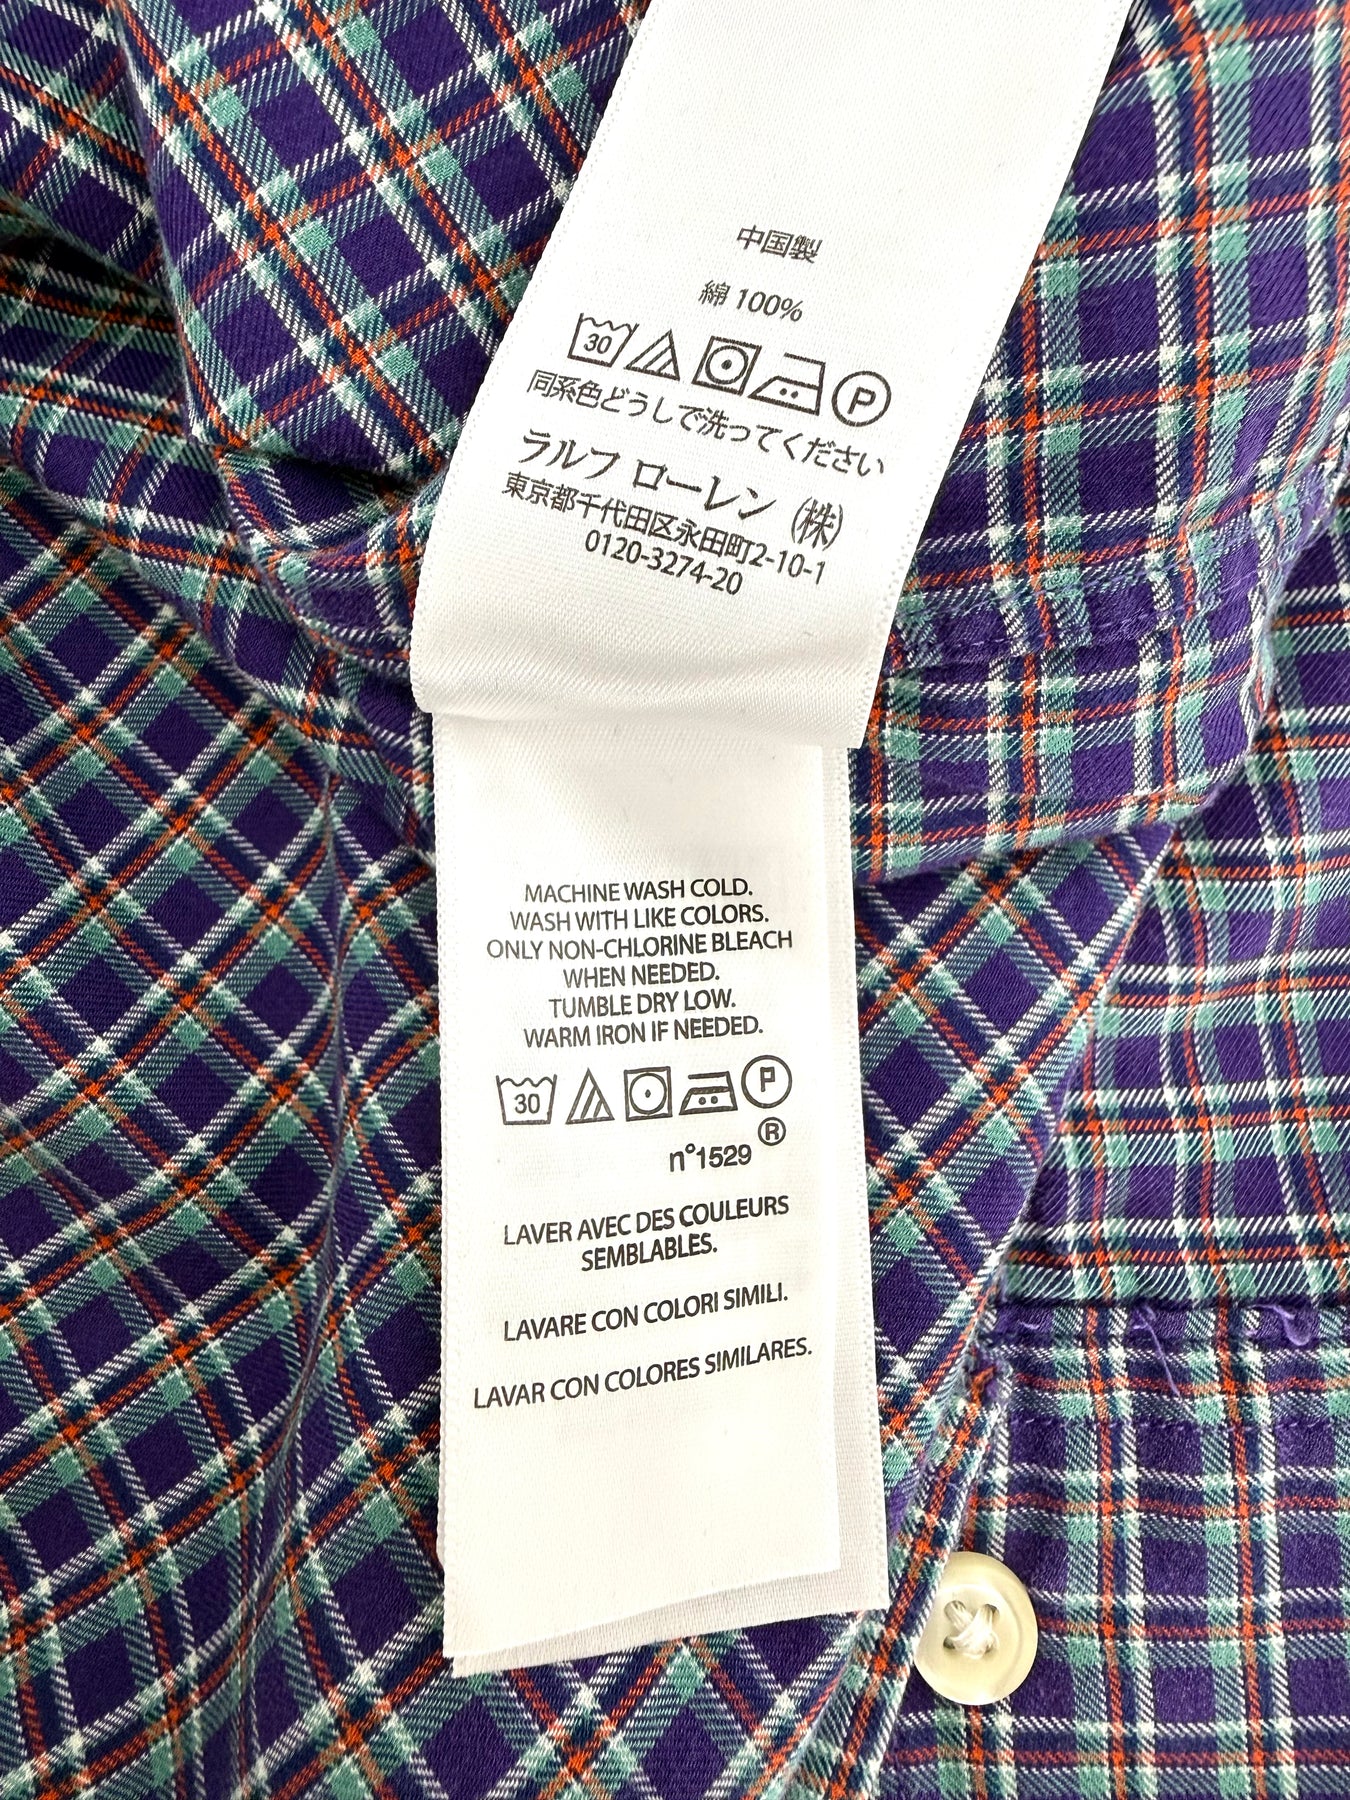 中国製
綿 100%
30 P
同系色どうしで洗ってください
ラルフ ローレン (株)
東京都千代田区永田町2-10-1
0120-3274-20
MACHINE WASH COLD.
WASH WITH LIKE COLORS.
ONLY NON-CHLORINE BLEACH
WHEN NEEDED.
TUMBLE DRY LOW.
WARM IRON IF NEEDED.
30 P
n°1529 ®
LAVER AVEC DES COULEURS
SEMBLABLES.
LAVARE CON COLORI SIMILI.
LAVAR CON COLORES SIMILARES.